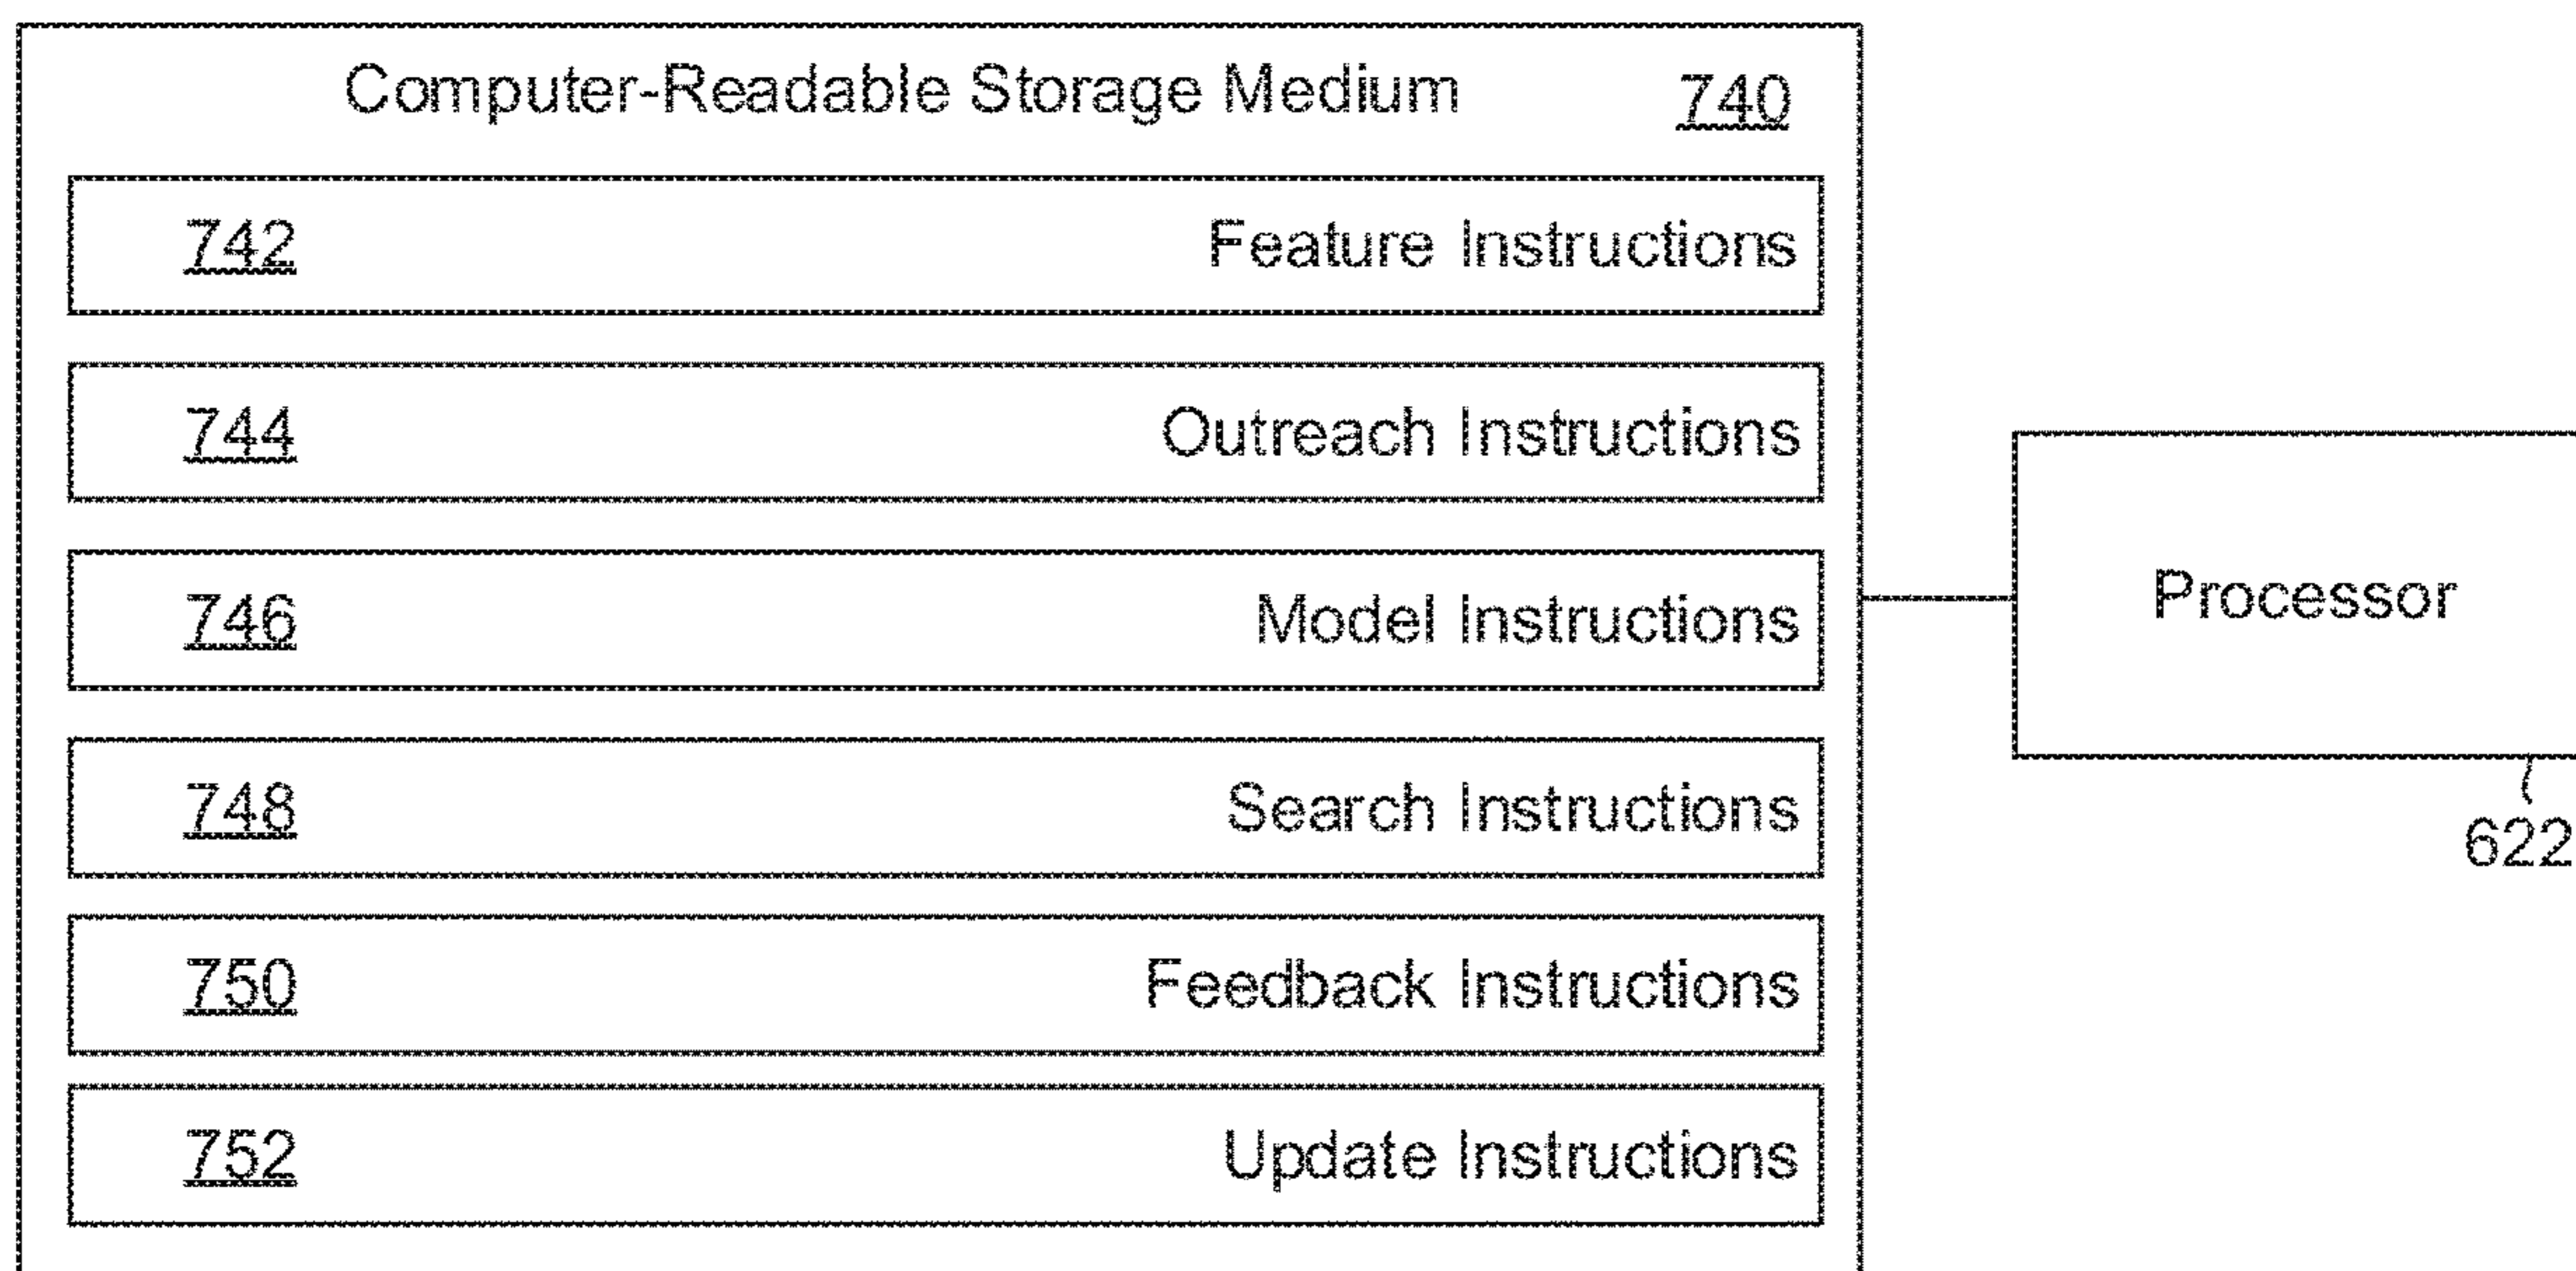 Computer-Readable Storage Medium 740
742 Feature Instructions
744 Outreach Instructions
746 Model Instructions
Processor
748 Search Instructions
622
750 Feedback Instructions
752 Update Instructions